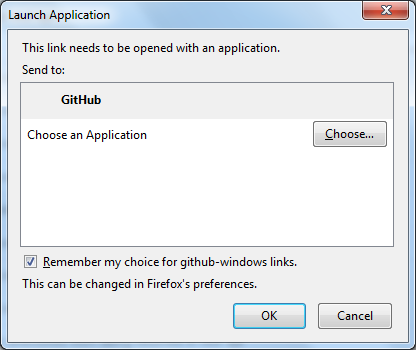 Launch Application
This link needs to be opened with an application.
Send to:
GitHub
Choose an Application
Choose...
Remember my choice for github-windows links.
This can be changed in Firefox's preferences.
OK
Cancel